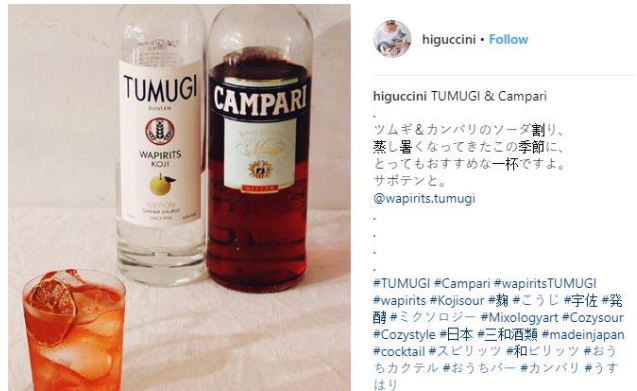 TUMUGI
BUNTAN
WAPIRITS
KOJI
NIPPON
SANWA SHURUI
SINCE 1958
CAMPARI
Milano
BITTER
higuccini • Follow
higuccini TUMUGI & Campari
.
ツムギ＆カンパリのソーダ割り、
蒸し暑くなってきたこの季節に、
とってもおすすめな一杯ですよ。
サボテンと。
@wapirits.tumugi
.
.
.
.
#TUMUGI #Campari #wapiritsTUMUGI
#wapirits #Kojisour #麹 #こうじ #宇佐 #発
酵 #ミクソロジー #Mixologyart #Cozysour
#Cozystyle #日本 #三和酒類 #madeinjapan
#cocktail #スピリッツ #和ピリッツ #おう
ちカクテル #おうちバー #カンパリ #うす
はり